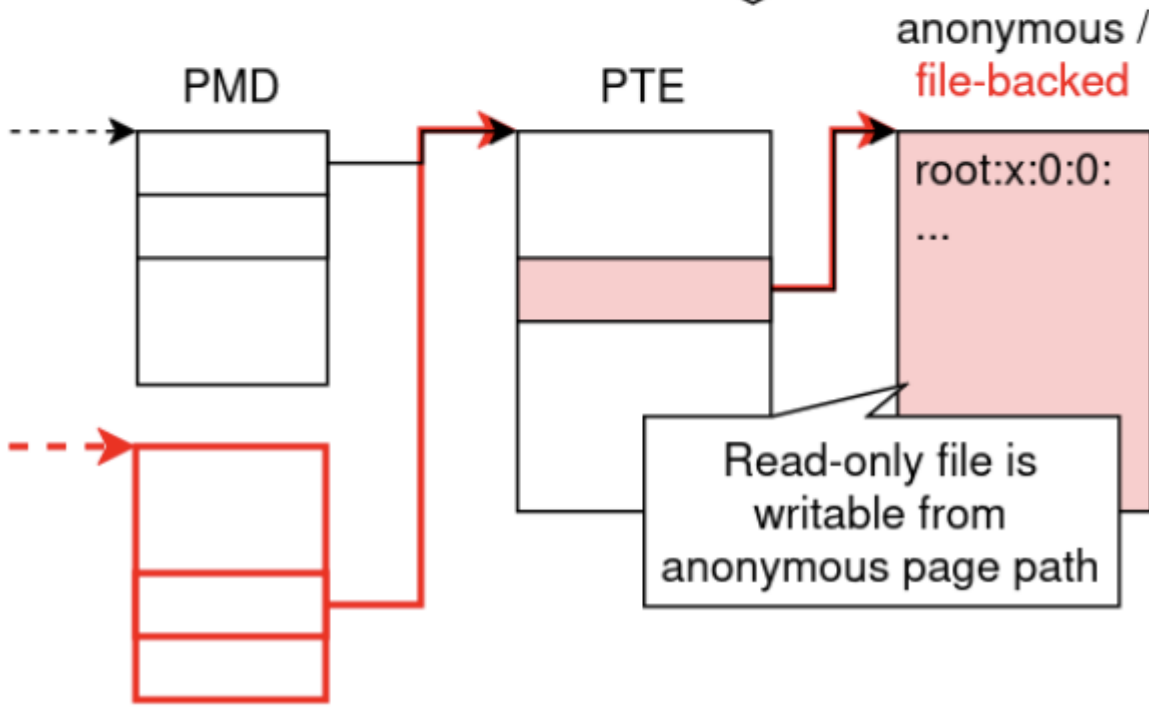 anonymous /
file-backed
PMD
PTE
root:x:0:0:
...
Read-only file is
writable from
anonymous page path